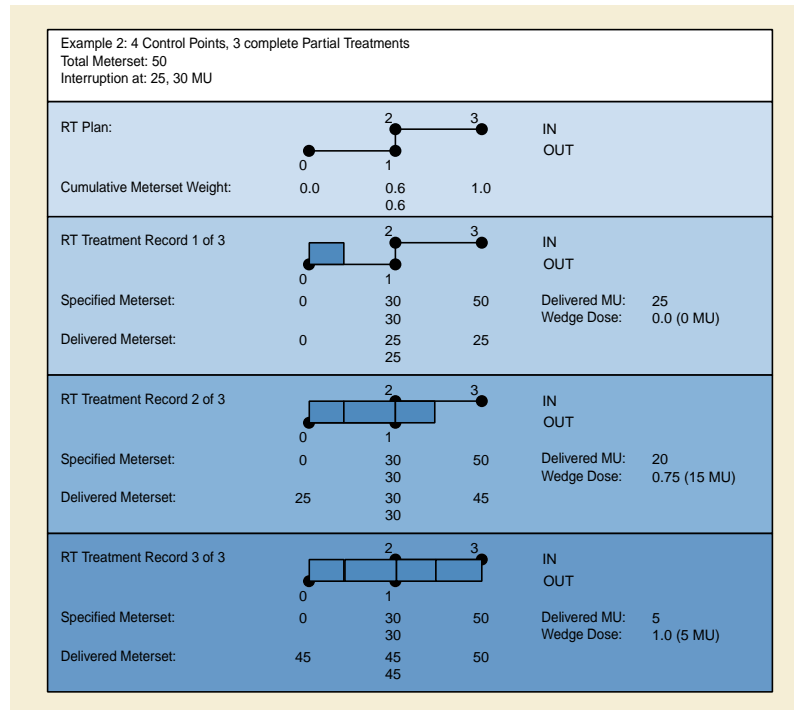 Example 2: 4 Control Points, 3 complete Partial Treatments
Total Meterset: 50
Interruption at: 25, 30 MU
RT Plan:
2 3 IN
OUT
0 1
Cumulative Meterset Weight: 0.0 0.6 1.0
0.6
RT Treatment Record 1 of 3
2 3 IN
OUT
0 1
Specified Meterset: 0 30 50 Delivered MU: 25
30 Wedge Dose: 0.0 (0 MU)
Delivered Meterset: 0 25 25
25
RT Treatment Record 2 of 3
2 3 IN
OUT
0 1
Specified Meterset: 0 30 50 Delivered MU: 20
30 Wedge Dose: 0.75 (15 MU)
Delivered Meterset: 25 30 45
30
RT Treatment Record 3 of 3
2 3 IN
OUT
0 1
Specified Meterset: 0 30 50 Delivered MU: 5
30 Wedge Dose: 1.0 (5 MU)
Delivered Meterset: 45 45 50
45